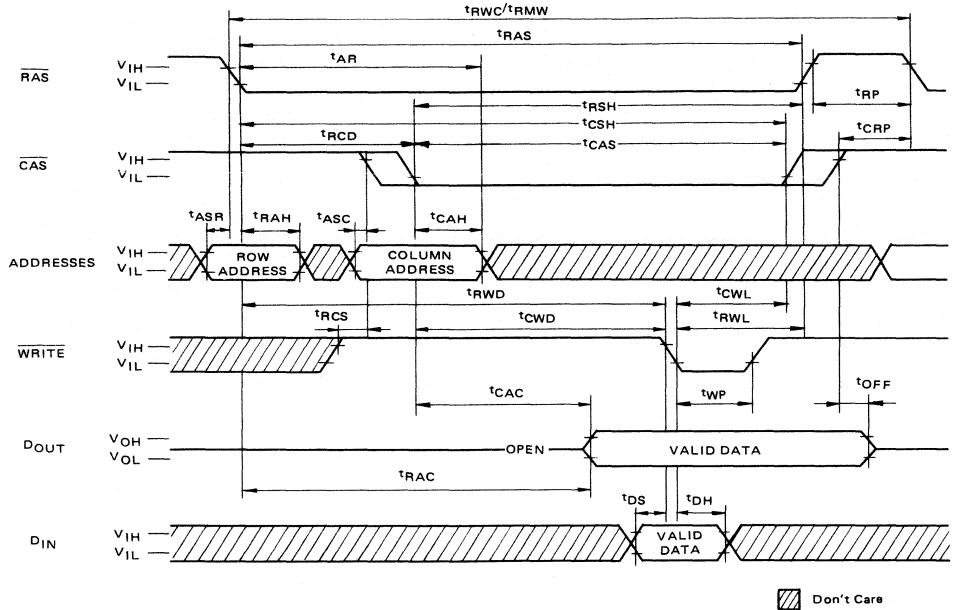 tRWC/tRMW
tRAS
tAR
RAS
VIH
VIL
tRP
tRSH
tCSH
tRCD
tCAS
tCRP
CAS
VIH
VIL
tASR
tRAH
tASC
tCAH
ADDRESSES
VIH
VIL
ROW
ADDRESS
COLUMN
ADDRESS
tRWD
tCWL
tRCS
tCWD
tRWL
WRITE
VIH
VIL
tCAC
tWP
tOFF
DOUT
VOH
VOL
OPEN
VALID DATA
tRAC
tDS
tDH
DIN
VIH
VIL
VALID
DATA
Don't Care